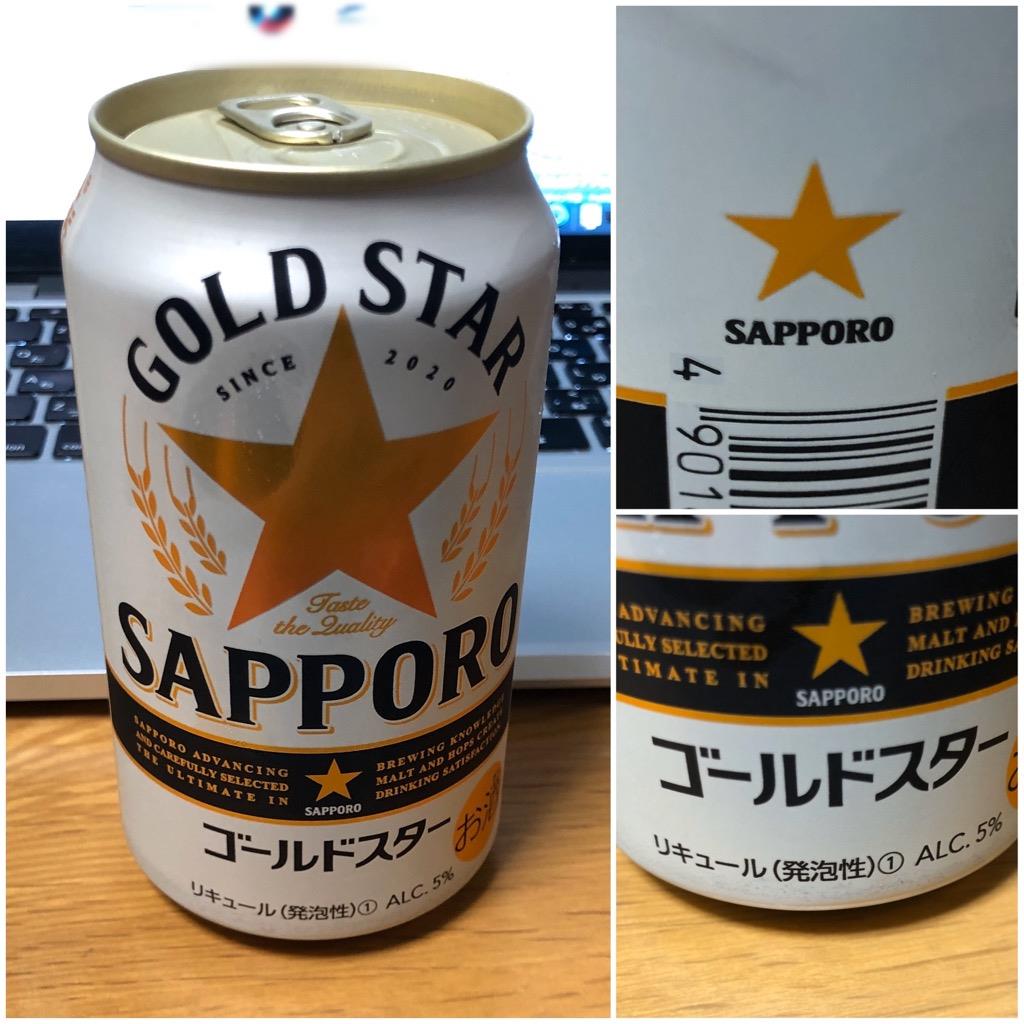 GOLD STAR
SINCE 2020
Taste
the Quality
SAPPORO
SAPPORO ADVANCING
AND CAREFULLY SELECTED
THE ULTIMATE IN
SAPPORO
BREWING KNOWLEDGE
MALT AND HOPS CREATE
DRINKING SATISFACTION
ゴールドスター
お酒
リキュール(発泡性)① ALC. 5%
SAPPORO
4 901
ADVANCING
SELECTED
IN
SAPPORO
BREWING
MALT AND
DRINKING
ゴールドスター
リキュール(発泡性)① ALC. 5%